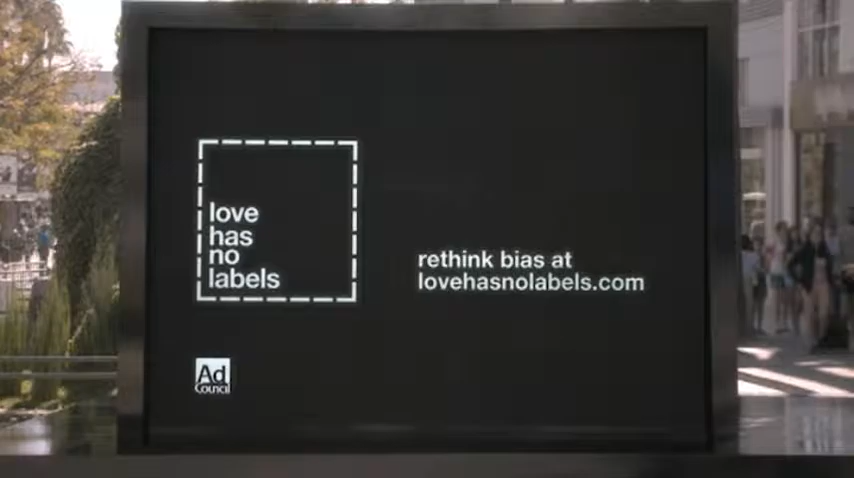 love
has
no
labels
rethink bias at
lovehasnolabels.com
Ad
Council